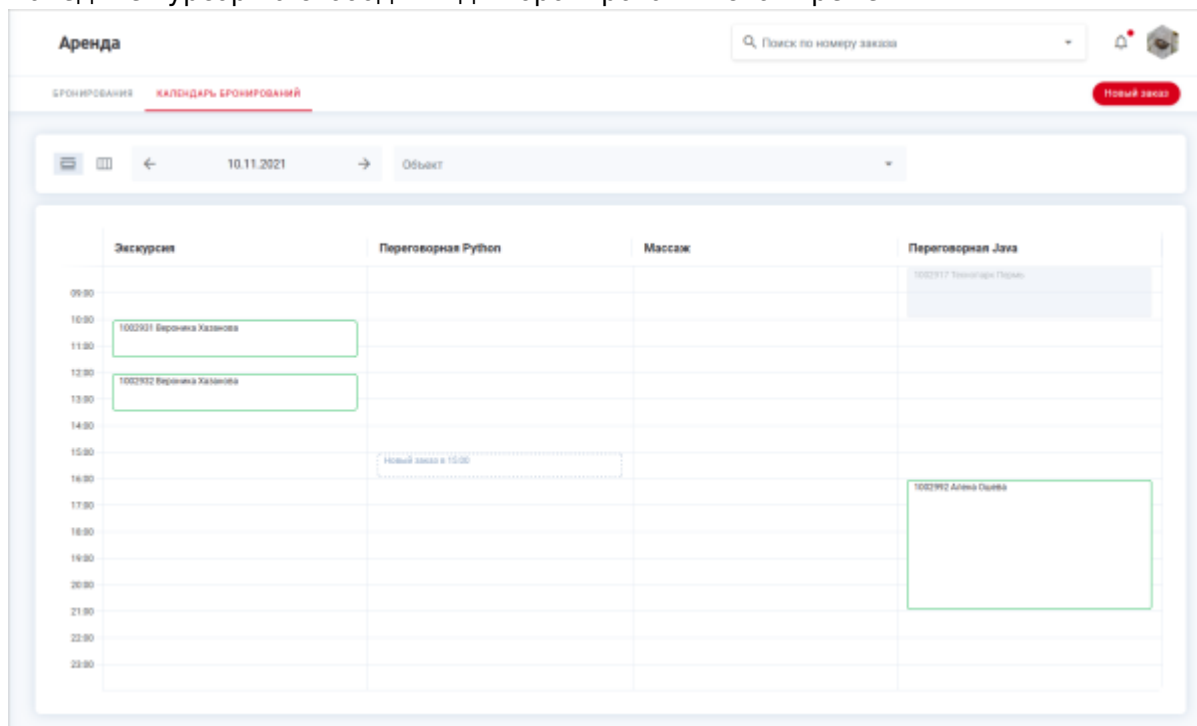 Аренда
Поиск по номеру заказа
БРОНИРОВАНИЯ КАЛЕНДАРЬ БРОНИРОВАНИЙ
Новый заказ
10.11.2021
Объект
Экскурсия Переговорная Python Массаж Переговорная Java
1002917 Технопарк Пермь
09:00
10:00
1002931 Вероника Хазанова
11:00
12:00
1002932 Вероника Хазанова
13:00
14:00
15:00
Новый заказ в 15:00
16:00
1002992 Алена Ощева
17:00
18:00
19:00
20:00
21:00
22:00
23:00